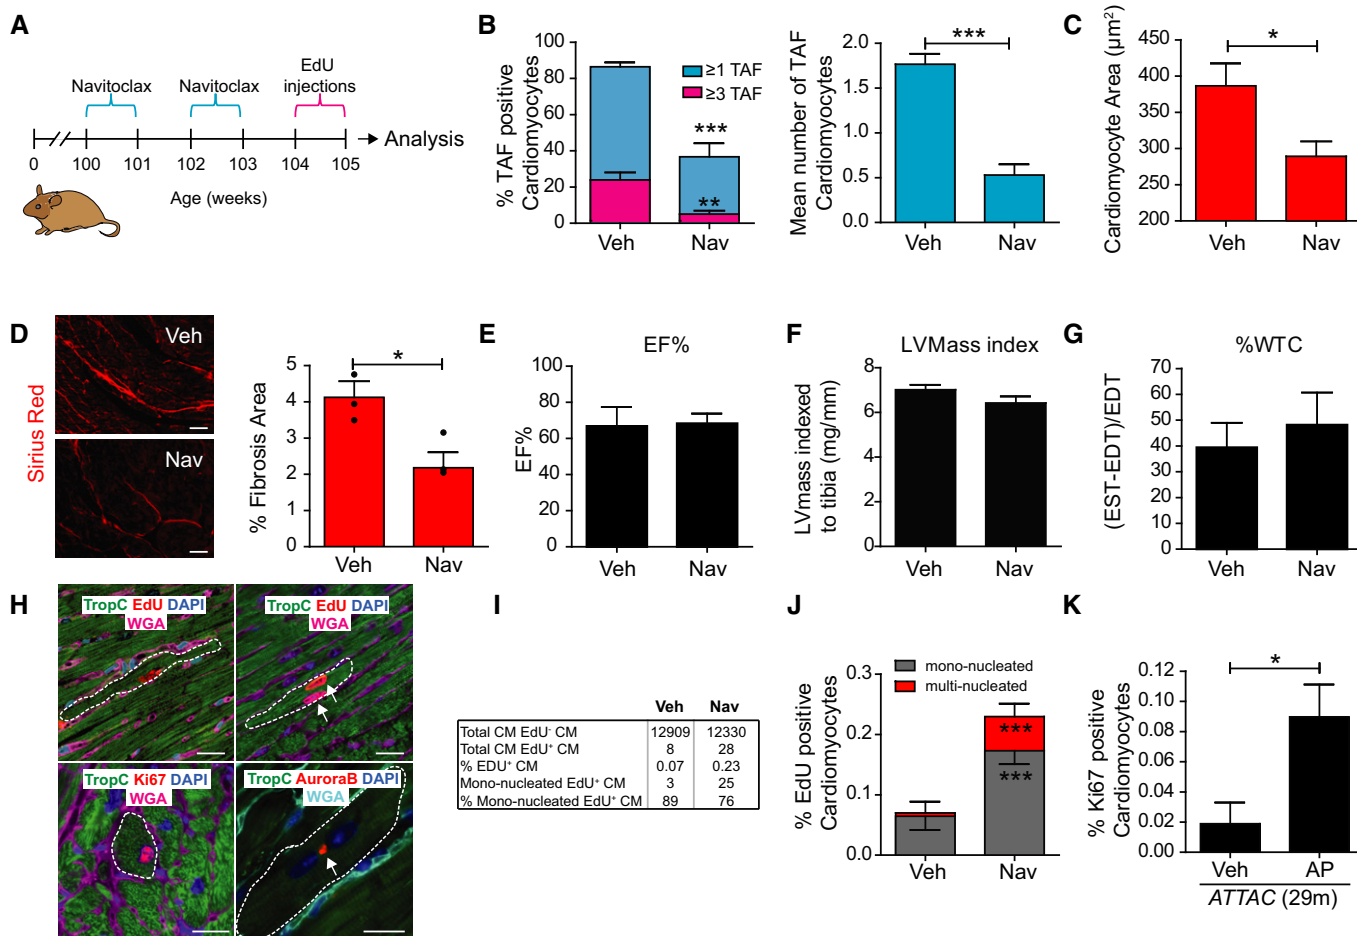 A
Navitoclax
Navitoclax
EdU
injections
Analysis
0
100
101
102
103
104
105
Age (weeks)
B
% TAF positive
Cardiomyocytes
100
80
60
40
20
0
≥1 TAF
≥3 TAF
***
**
Veh
Nav
Mean number of TAF
Cardiomyocytes
2.0
1.5
1.0
0.5
0.0
***
Veh
Nav
C
Cardiomyocyte Area (µm²)
450
400
350
300
250
200
*
Veh
Nav
D
Sirius Red
Veh
Nav
% Fibrosis Area
5
4
3
2
1
0
*
Veh
Nav
E
EF%
EF%
100
80
60
40
20
0
Veh
Nav
F
LVMass index
LVmass indexed
to tibia (mg/mm)
8
6
4
2
0
Veh
Nav
G
%WTC
(EST-EDT)/EDT
70
60
50
40
30
20
10
0
Veh
Nav
H
TropC EdU DAPI
WGA
TropC EdU DAPI
WGA
TropC Ki67 DAPI
WGA
TropC AuroraB DAPI
WGA
I
Veh Nav
Total CM EdU⁻ CM 12909 12330
Total CM EdU⁺ CM 8 28
% EDU⁺ CM 0.07 0.23
Mono-nucleated EdU⁺ CM 3 25
% Mono-nucleated EdU⁺ CM 89 76
J
% EdU positive
Cardiomyocytes
0.3
0.2
0.1
0.0
mono-nucleated
multi-nucleated
***
***
Veh
Nav
K
% Ki67 positive
Cardiomyocytes
0.12
0.10
0.08
0.06
0.04
0.02
0.00
*
Veh
AP
ATTAC (29m)